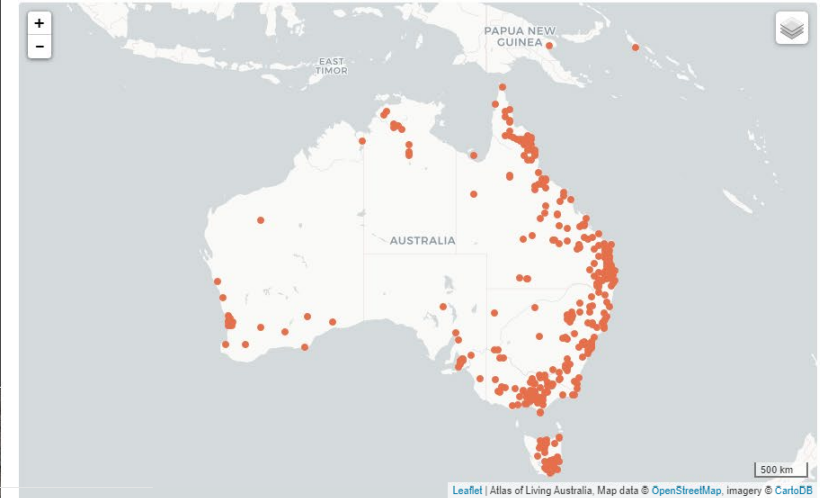 +
−
PAPUA NEW
GUINEA
EAST
TIMOR
AUSTRALIA
500 km
Leaflet | Atlas of Living Australia, Map data © OpenStreetMap, imagery © CartoDB